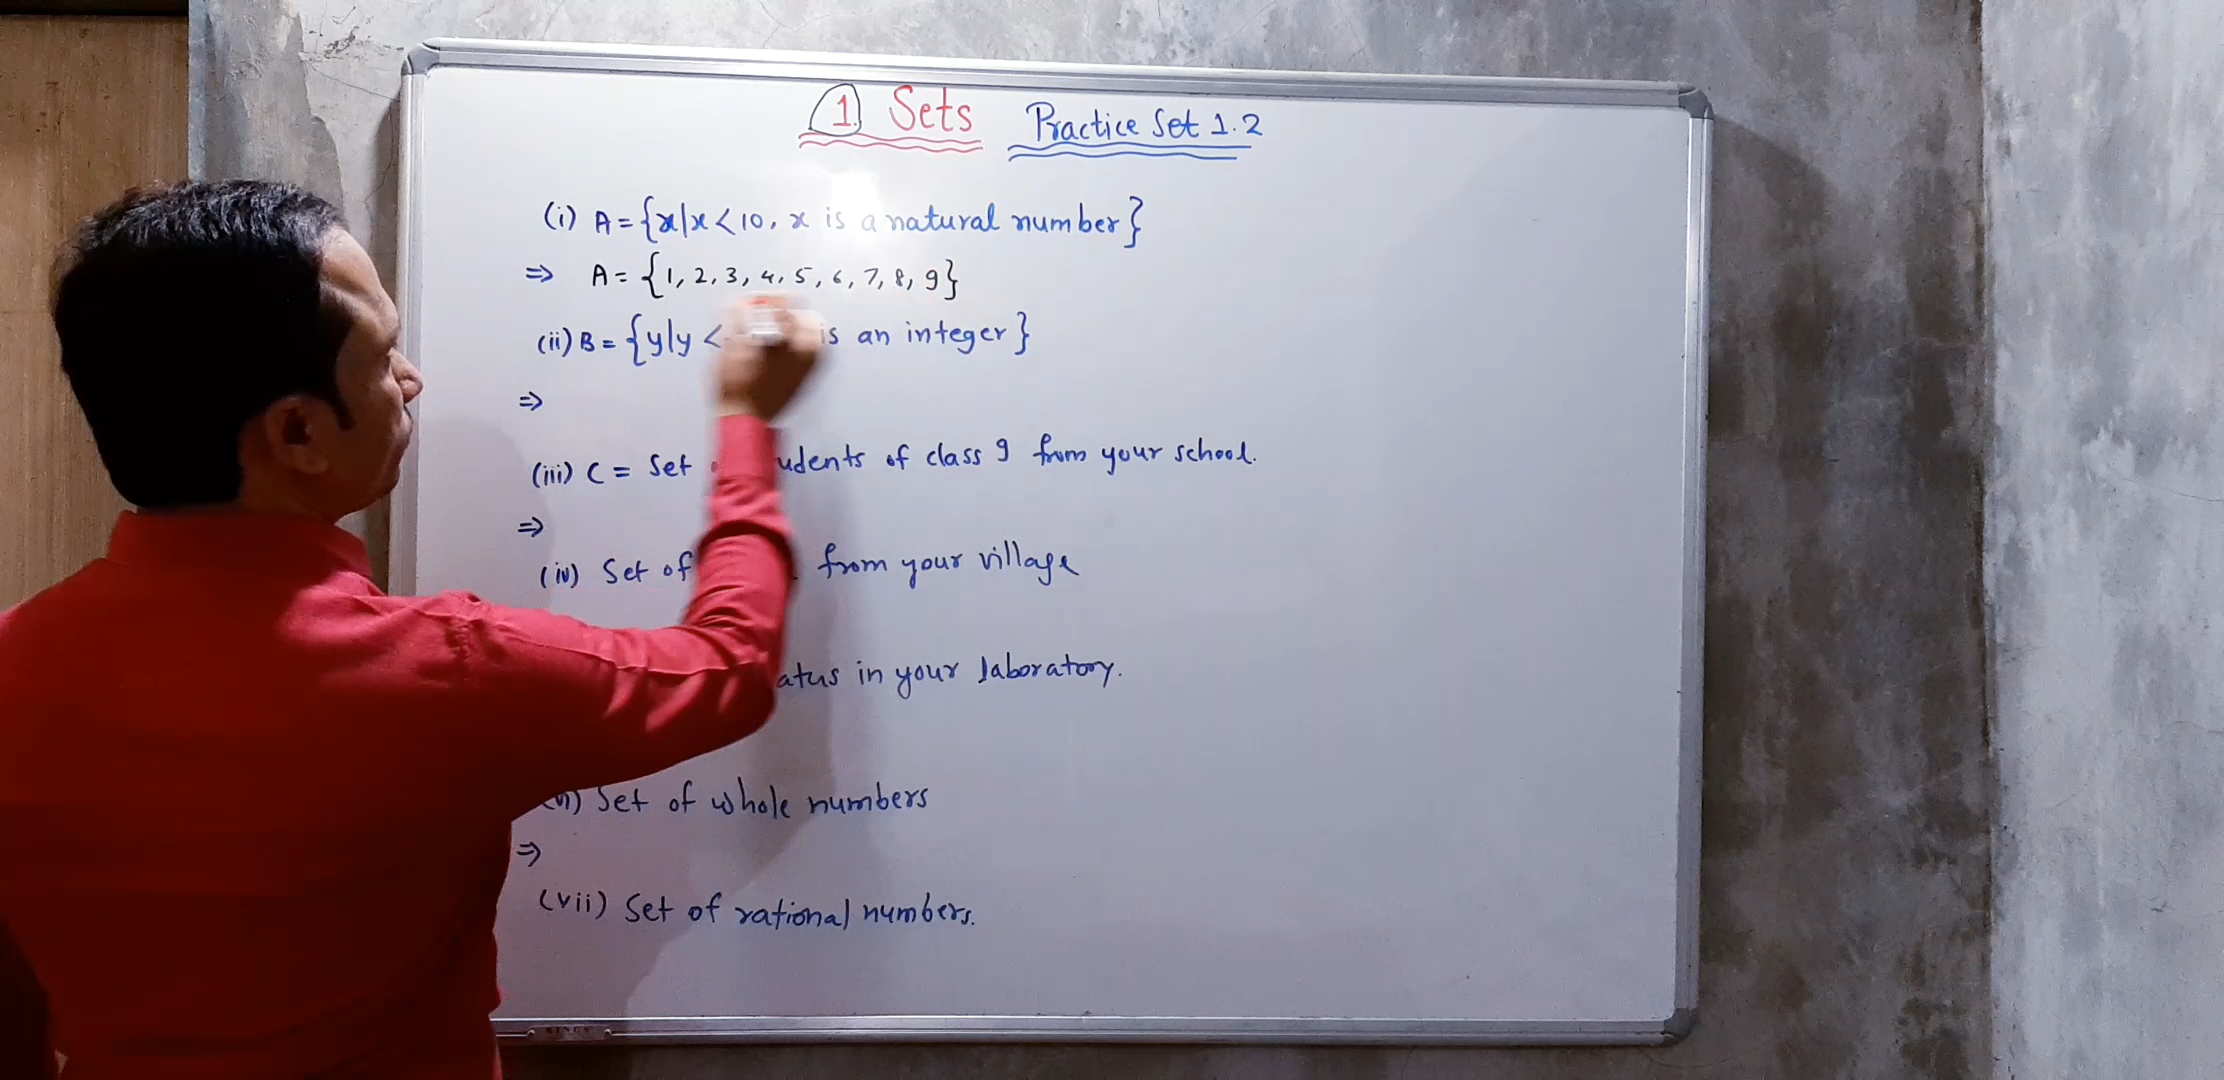 1. Sets Practice Set 1.2
(i) A = {x|x < 10, x is a natural number}
⇒ A = {1, 2, 3, 4, 5, 6, 7, 8, 9}
(ii) B = {y|y < is an integer}
⇒
(iii) C = Set udents of class 9 from your school.
⇒
(iv) Set of from your village
atus in your laboratory.
(vi) Set of whole numbers
⇒
(vii) Set of rational numbers.